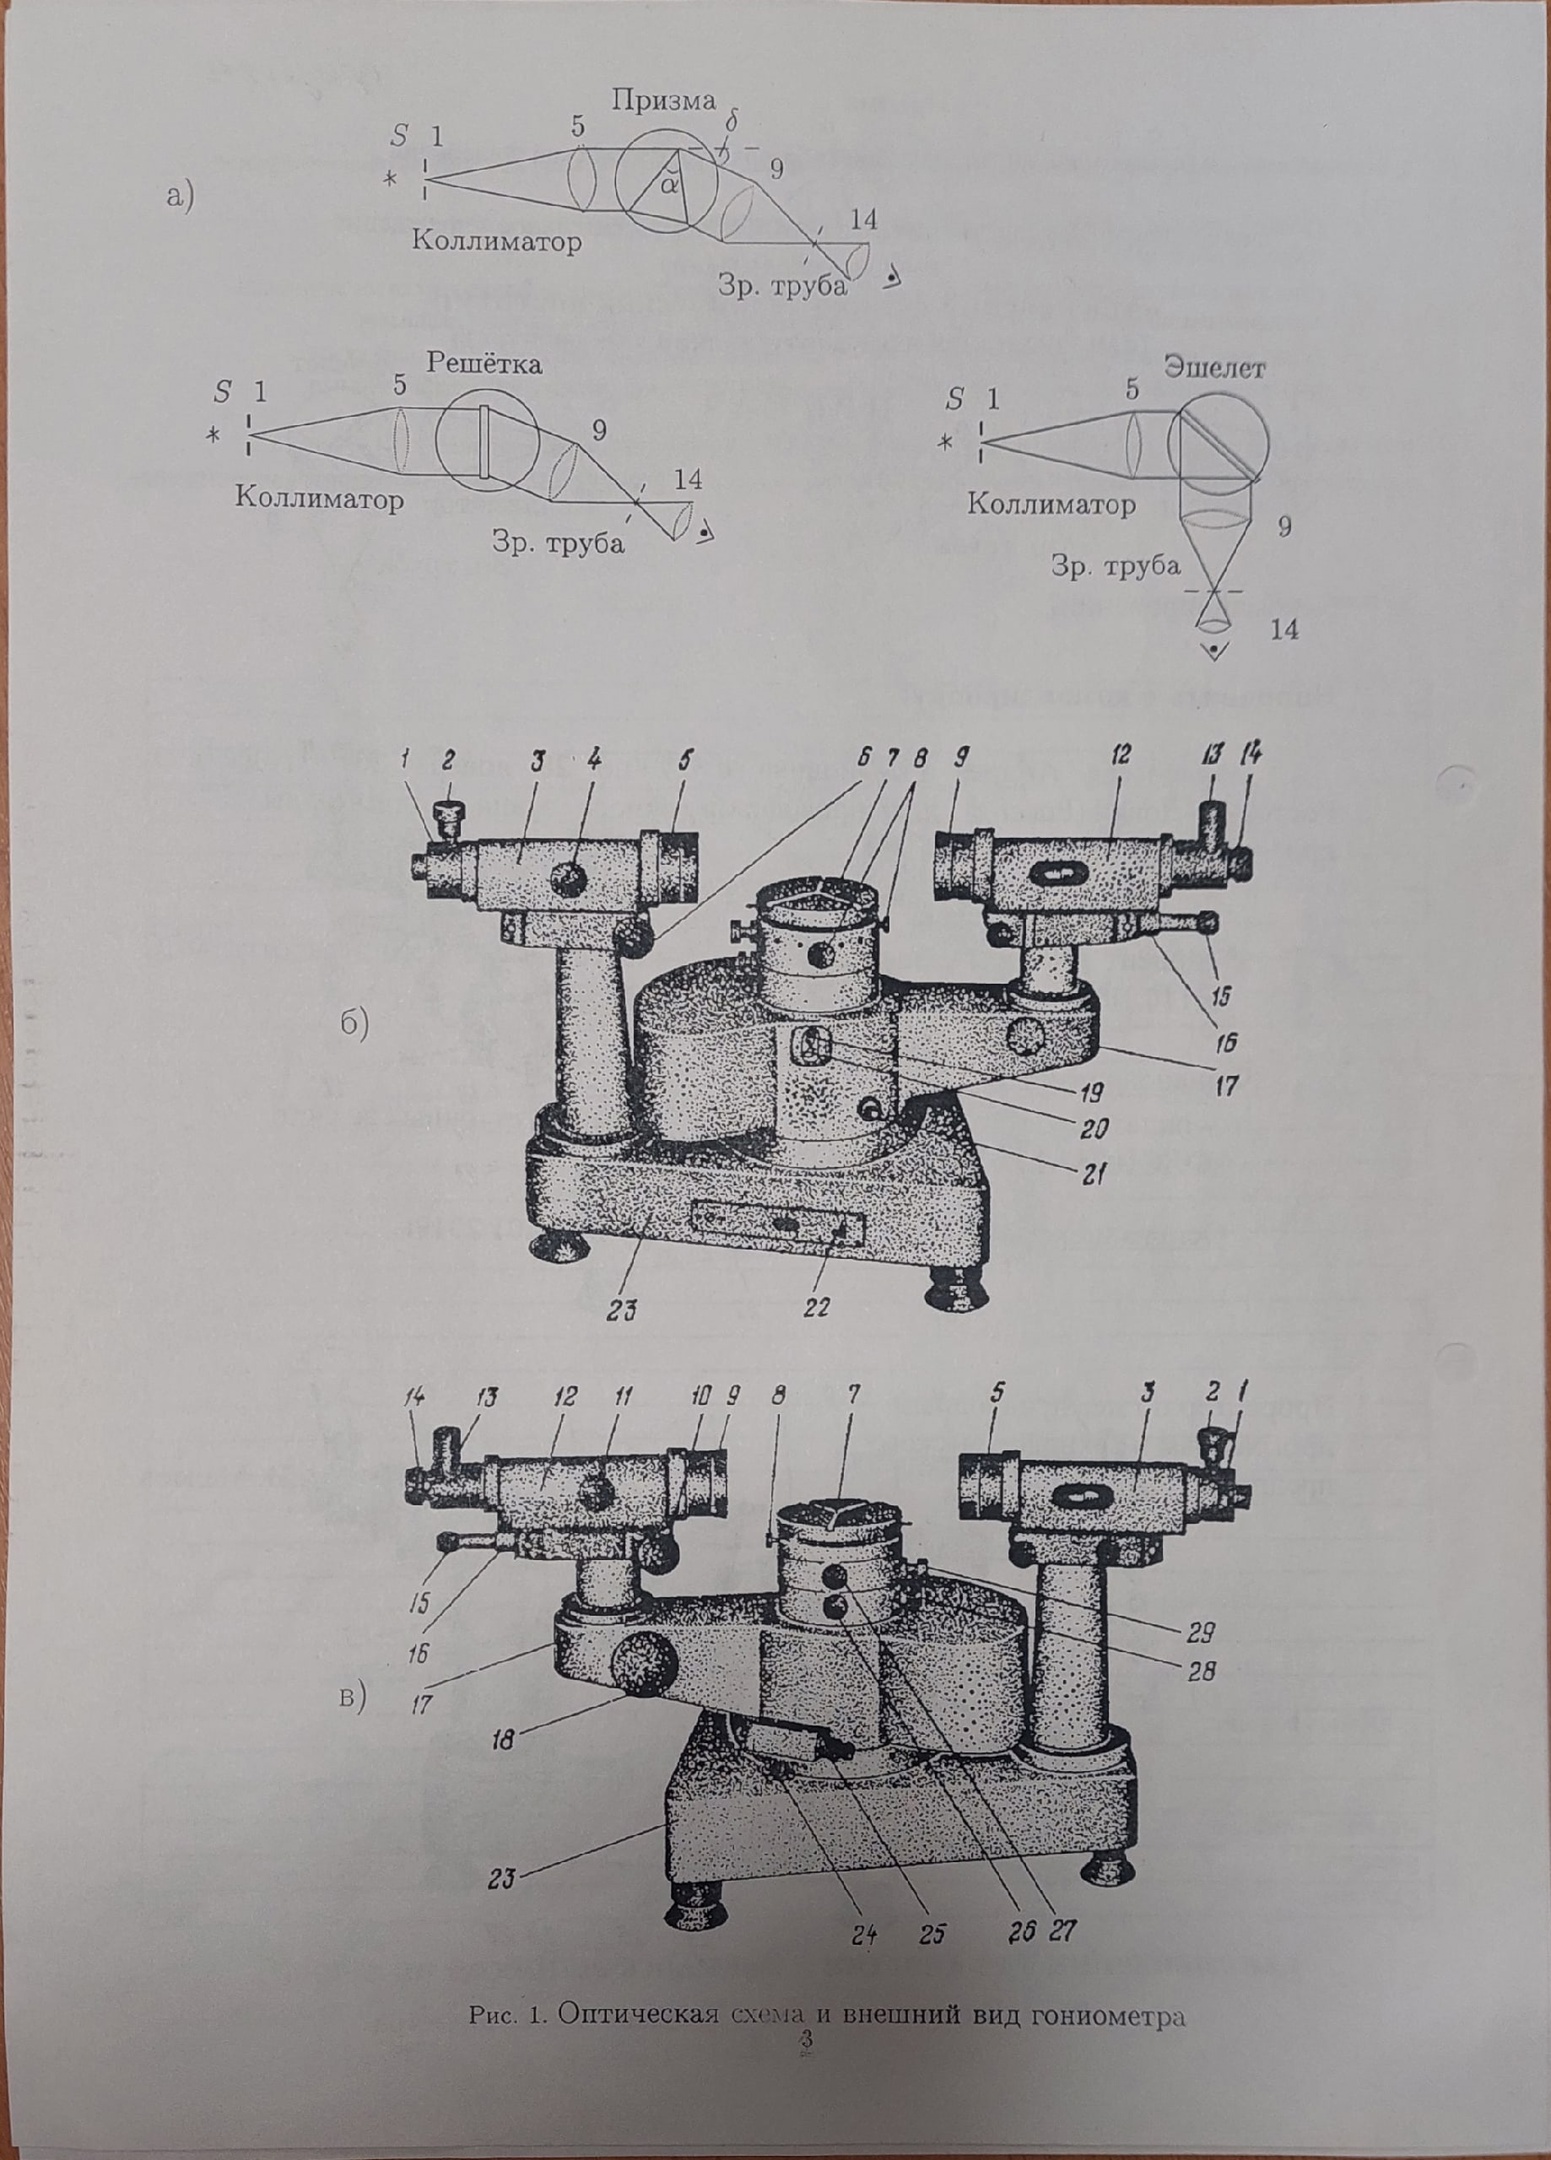 Призма
δ
S 1
5
9
а)
α
*
14
Коллиматор
Зр. труба
Решётка
S 1
5
9
*
14
Коллиматор
Зр. труба
Эшелет
S 1
5
*
Коллиматор
9
Зр. труба
14
1 2 3 4 5 6 7 8 9 12 13 14
15
б)
16
17
19
20
21
23 22
14 13 12 11 10 9 8 7 5 3 2 1
15
16
29
28
в)
17
18
23
24 25 26 27
Рис. 1. Оптическая схема и внешний вид гониометра
3